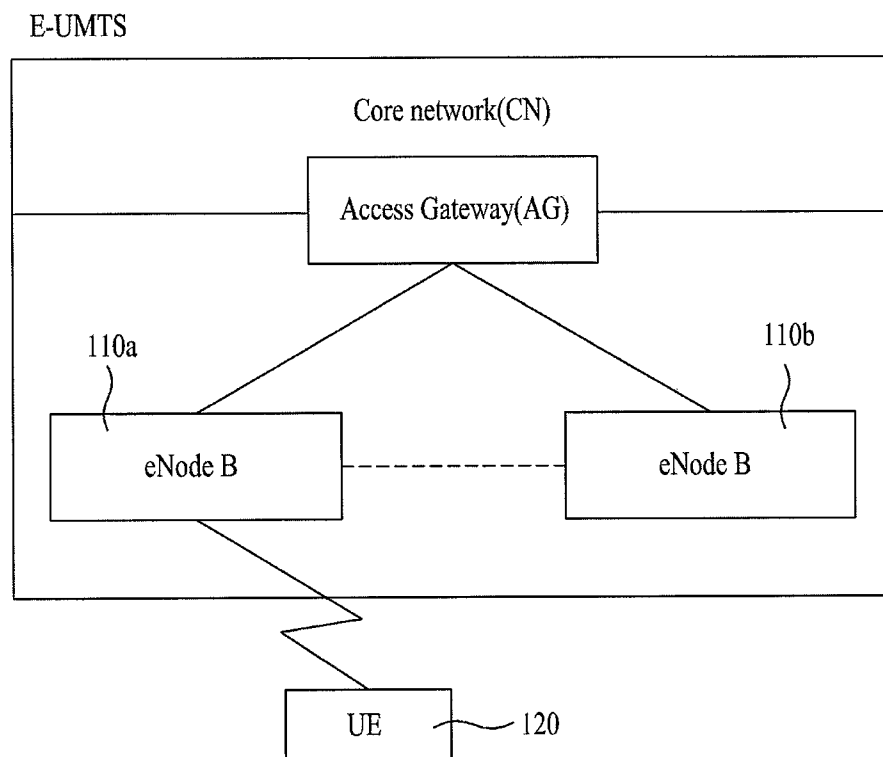 E-UMTS
Core network(CN)
Access Gateway(AG)
110a
110b
eNode B
eNode B
UE
120